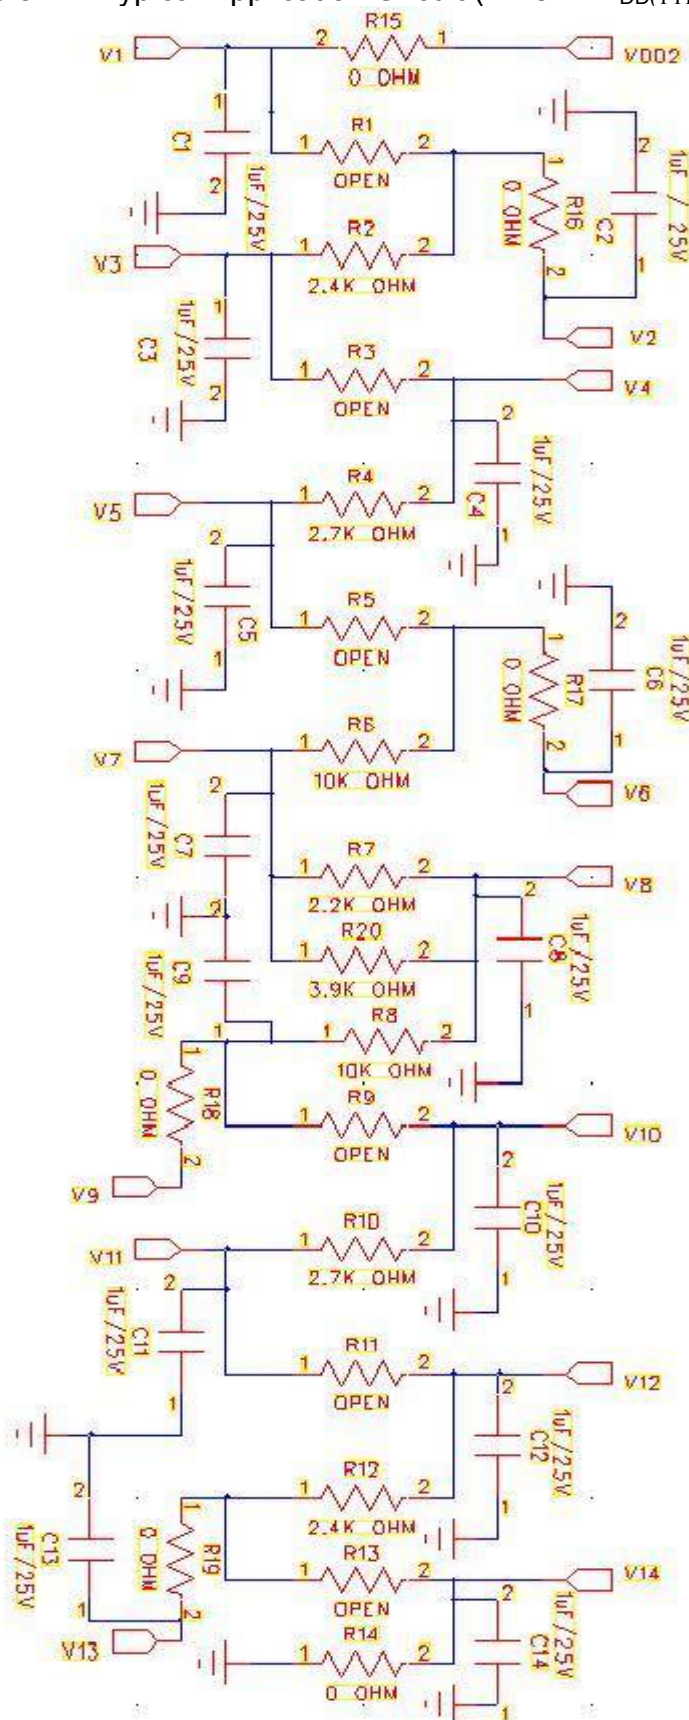 R15
V1
2
1
VDD2
0 OHM
1
C1
2
1uF/25V
R1
1
2
OPEN
1
R16
0 OHM
2
2
C2
1uF / 25V
1
R2
V3
1
2
2.4K OHM
V2
1
C3
1uF/25V
2
R3
1
2
V4
OPEN
2
C4
1uF/25V
1
R4
V5
1
2
2.7K OHM
2
C5
1uF/25V
1
R5
1
2
OPEN
1
R17
0 OHM
2
2
C6
1uF/25V
1
R6
V7
1
2
10K OHM
V6
2
C7
1uF/25V
R7
1
2
V8
2.2K OHM
2
C8
1uF/25V
1
2
C9
1uF/25V
1
R20
1
2
3.9K OHM
R8
1
2
10K OHM
1
R18
0 OHM
2
V9
R9
1
2
V10
OPEN
2
C10
1uF/25V
1
R10
V11
1
2
2.7K OHM
2
C11
1uF/25V
1
R11
1
2
V12
OPEN
2
C12
1uF/25V
1
R12
1
2
2.4K OHM
2
C13
1uF/25V
1
1
R19
0 OHM
2
V13
R13
1
2
V14
OPEN
2
C14
1uF/25V
1
R14
1
2
0 OHM